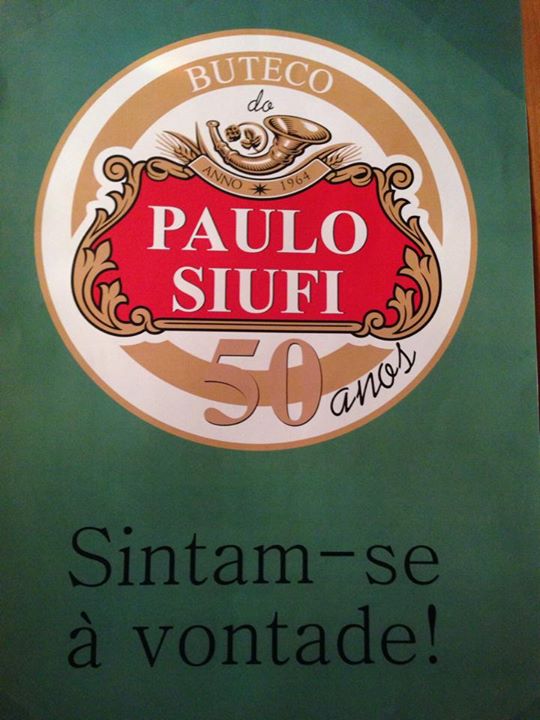 BUTECO
do
ANNO 1964
PAULO
SIUFI
50 anos
Sintam-se
à vontade!